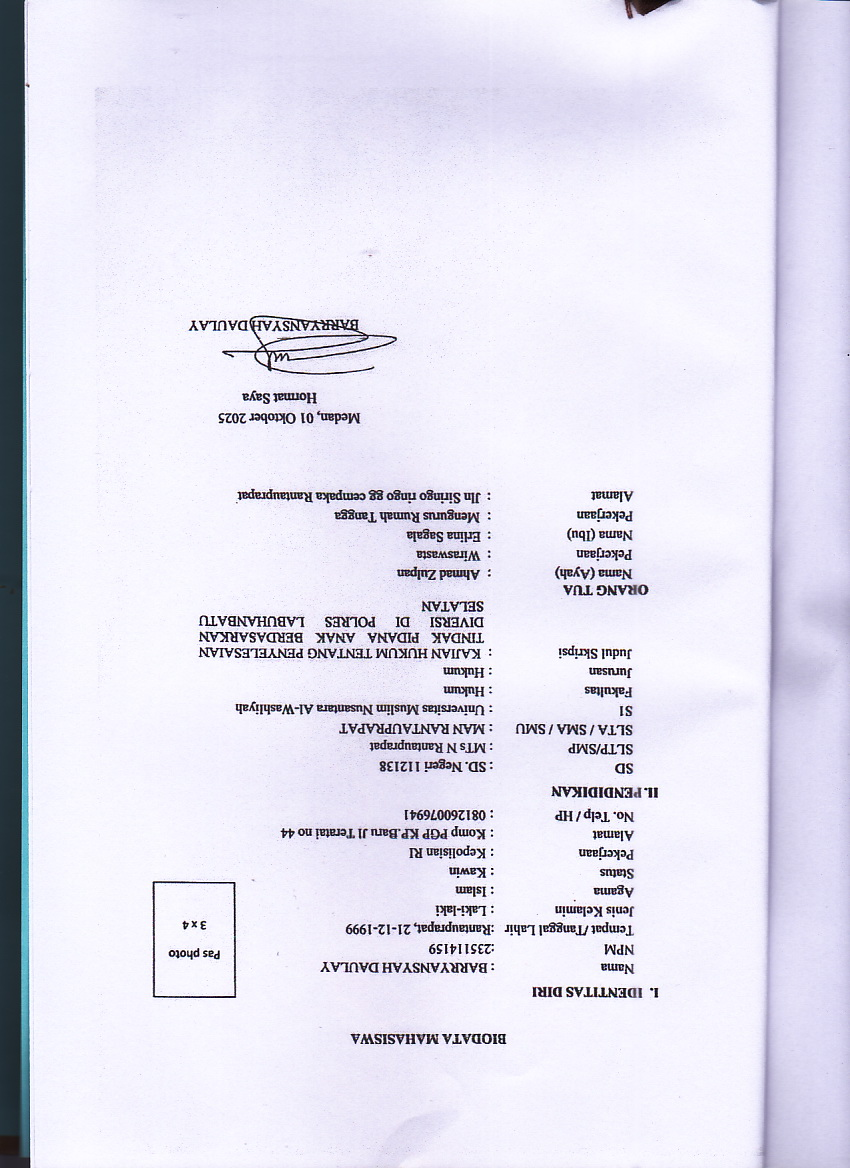 BIODATA MAHASISWA
I. IDENTITAS DIRI
Nama : BARRYANSYAH DAULAY
NPM :235114159
Tempat /Tanggal Lahir :Rantauprapat, 21-12-1999
Jenis Kelamin : Laki-laki
Agama : Islam
Status : Kawin
Pekerjaan : Kepolisian RI
Alamat : Komp PGP KP.Baru Jl Teratai no 44
No. Telp / HP : 081260076941
Pas photo
3 x 4
II. PENDIDIKAN
SD : SD. Negeri 112138
SLTP/SMP : MTs N Rantauprapat
SLTA / SMA / SMU : MAN RANTAUPRAPAT
S1 : Universitas Muslim Nusantara Al-Washliyah
Fakultas : Hukum
Jurusan : Hukum
Judul Skripsi : KAJIAN HUKUM TENTANG PENYELESAIAN
TINDAK PIDANA ANAK BERDASARKAN
DIVERSI DI POLRES LABUHANBATU
SELATAN
ORANG TUA
Nama (Ayah) : Ahmad Zulpan
Pekerjaan : Wiraswasta
Nama (Ibu) : Erlina Sagala
Pekerjaan : Mengurus Rumah Tangga
Alamat : Jln Siringo ringo gg cempaka Rantauprapat
Medan, 01 Oktober 2025
Hormat Saya
BARRYANSYAH DAULAY